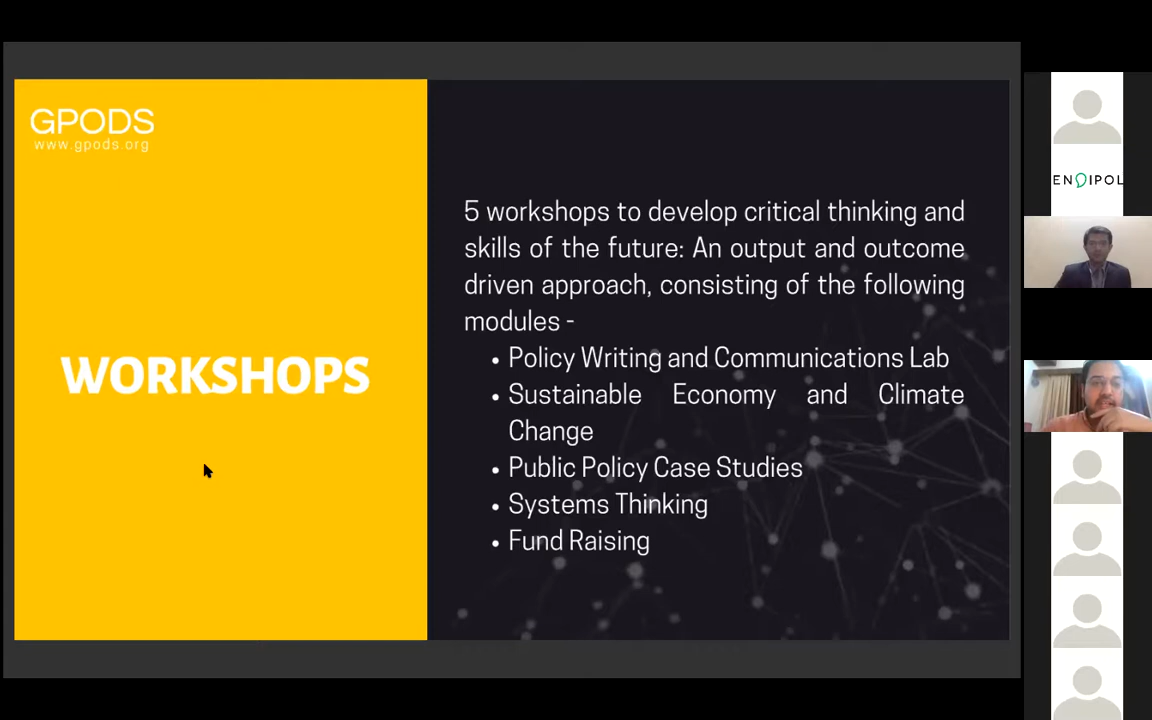 GPODS
www.gpods.org
WORKSHOPS
5 workshops to develop critical thinking and
skills of the future: An output and outcome
driven approach, consisting of the following
modules -
• Policy Writing and Communications Lab
• Sustainable Economy and Climate
Change
• Public Policy Case Studies
• Systems Thinking
• Fund Raising
ENSIPOL